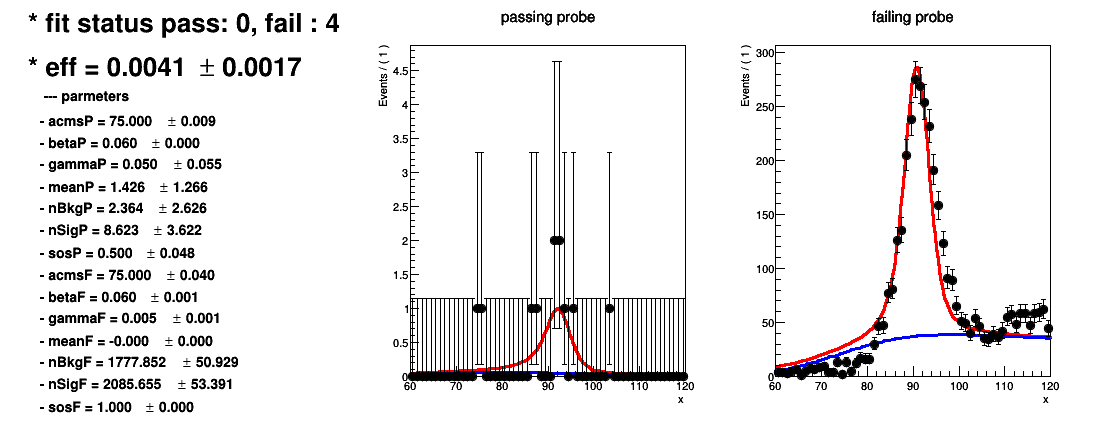 * fit status pass: 0, fail : 4
* eff = 0.0041 ± 0.0017
--- parmeters
- acmsP = 75.000 ± 0.009
- betaP = 0.060 ± 0.000
- gammaP = 0.050 ± 0.055
- meanP = 1.426 ± 1.266
- nBkgP = 2.364 ± 2.626
- nSigP = 8.623 ± 3.622
- sosP = 0.500 ± 0.048
- acmsF = 75.000 ± 0.040
- betaF = 0.060 ± 0.001
- gammaF = 0.005 ± 0.001
- meanF = -0.000 ± 0.000
- nBkgF = 1777.852 ± 50.929
- nSigF = 2085.655 ± 53.391
- sosF = 1.000 ± 0.000
passing probe
Events / ( 1 )
4.5
4
3.5
3
2.5
2
1.5
1
0.5
0
60 70 80 90 100 110 120
x
failing probe
Events / ( 1 )
300
250
200
150
100
50
0
60 70 80 90 100 110 120
x